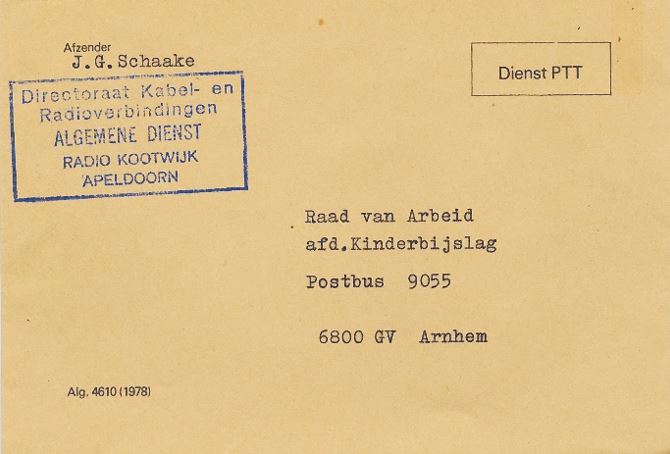 Afzender
J.G.Schaake
Dienst PTT
Directoraat Kabel- en
Radioverbindingen
ALGEMENE DIENST
RADIO KOOTWIJK
APELDOORN
Raad van Arbeid
afd.Kinderbijslag
Postbus 9055
6800 GV Arnhem
Alg. 4610 (1978)